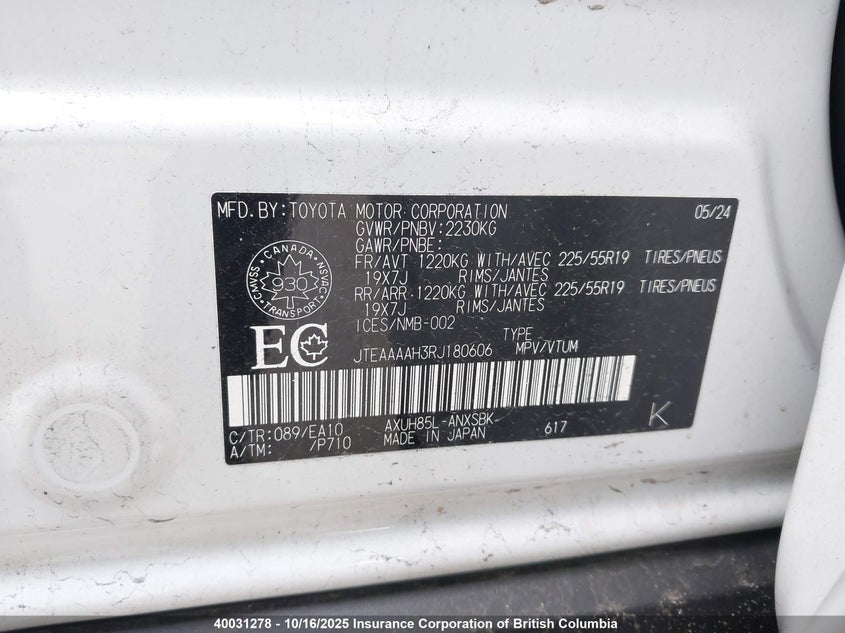 MFD.BY:TOYOTA MOTOR CORPORATION 05/24
GVWR/PNBV:2230KG
GAWR/PNBE:
FR/AVT 1220KG WITH/AVEC 225/55R19 TIRES/PNEUS
19X7J RIMS/JANTES
RR/ARR 1220KG WITH/AVEC 225/55R19 TIRES/PNEUS
19X7J RIMS/JANTES
ICES/NMB-002
CANADA
CMVSS 930 NSVAC
TRANSPORT
EC
TYPE
JTEAAAAH3RJ180606 MPV/VTUM
C/TR:089/EA10 AXUH85L-ANXSBK 617 K
A/TM: /P710 MADE IN JAPAN
40031278 - 10/16/2025 Insurance Corporation of British Columbia